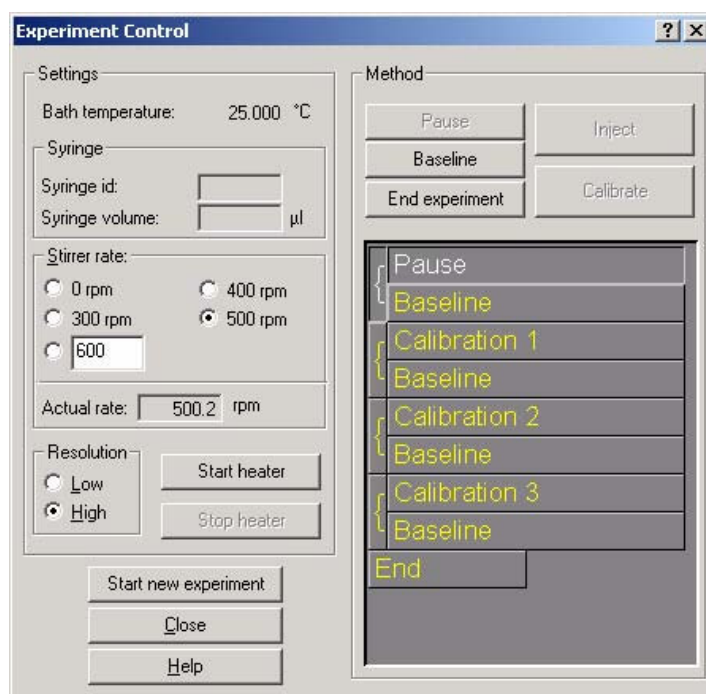 Experiment Control
Settings
Bath temperature: 25.000 °C
Syringe
Syringe id:
Syringe volume: µl
Stirrer rate:
0 rpm 400 rpm
300 rpm 500 rpm
600
Actual rate: 500.2 rpm
Resolution
Low
High
Start heater
Stop heater
Start new experiment
Close
Help
Method
Pause
Baseline
End experiment
Inject
Calibrate
Pause
Baseline
Calibration 1
Baseline
Calibration 2
Baseline
Calibration 3
Baseline
End